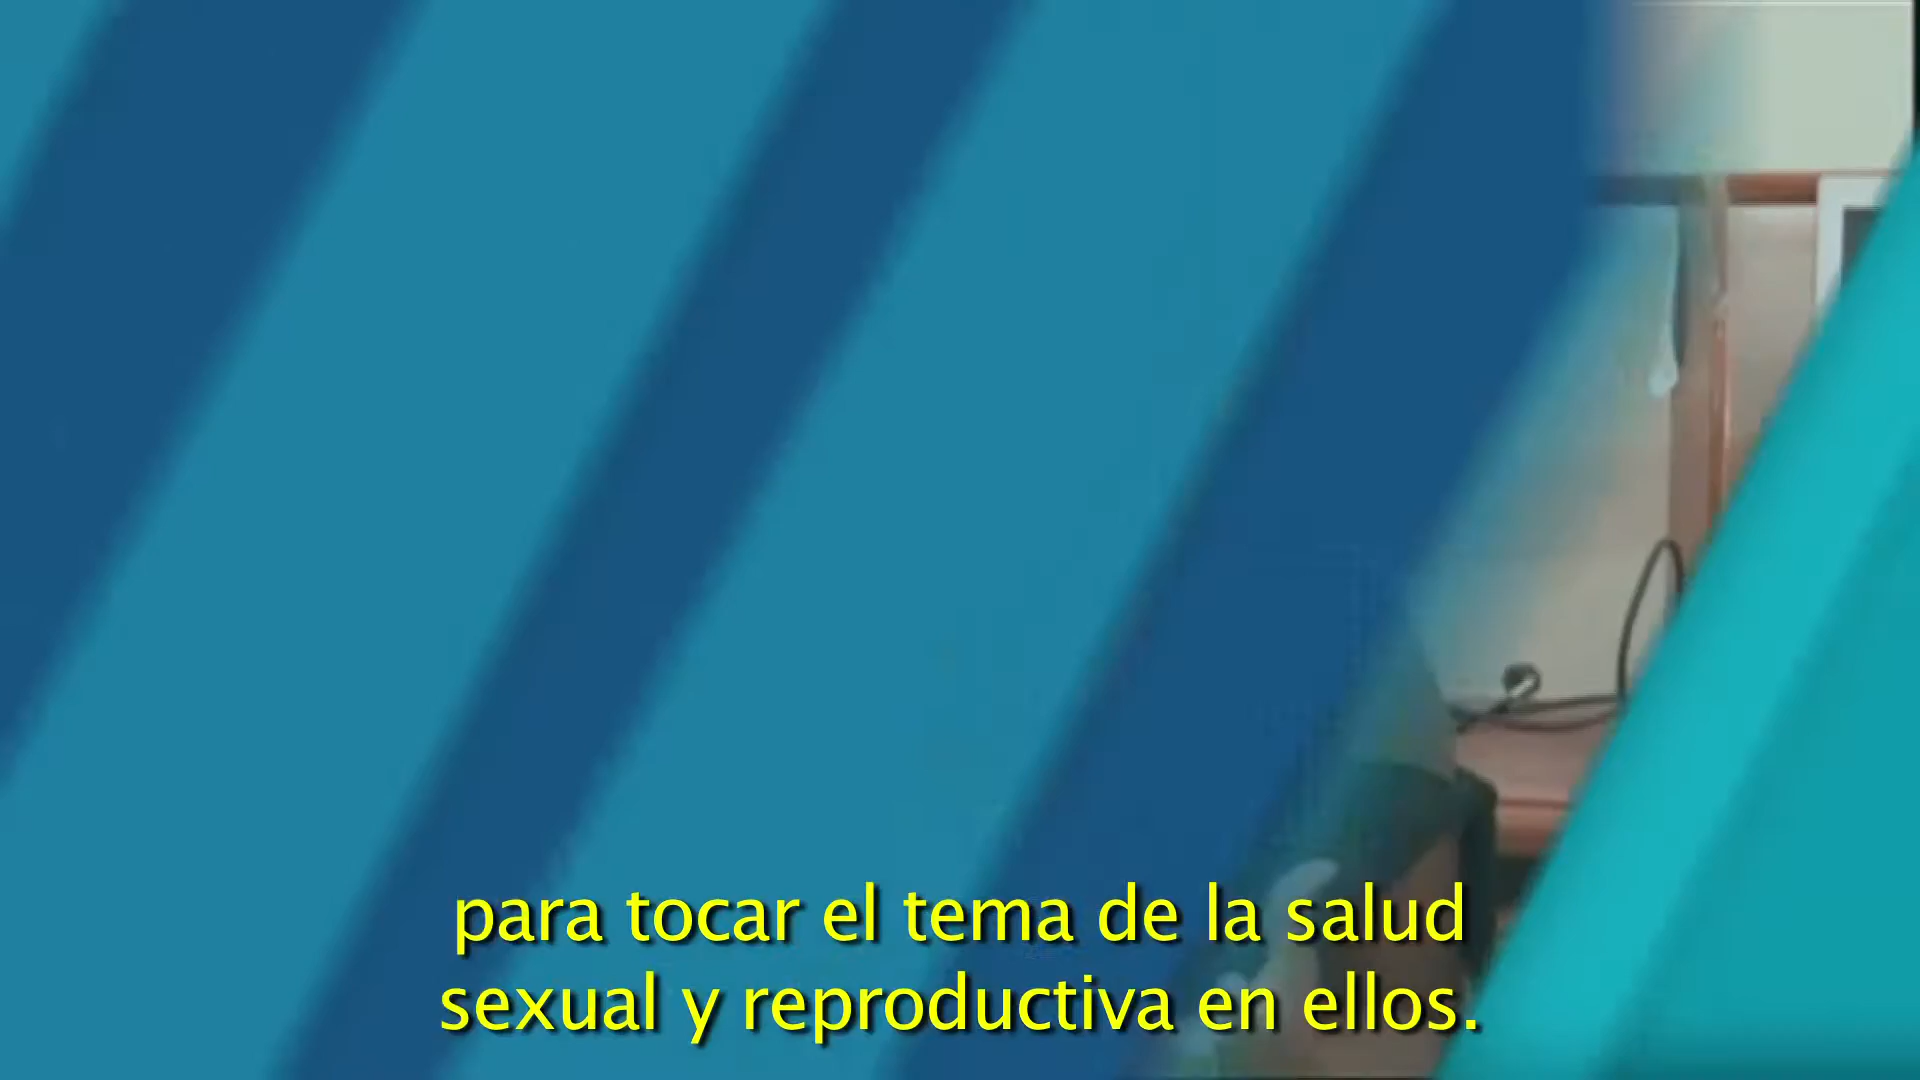 para tocar el tema de la salud
sexual y reproductiva en ellos.